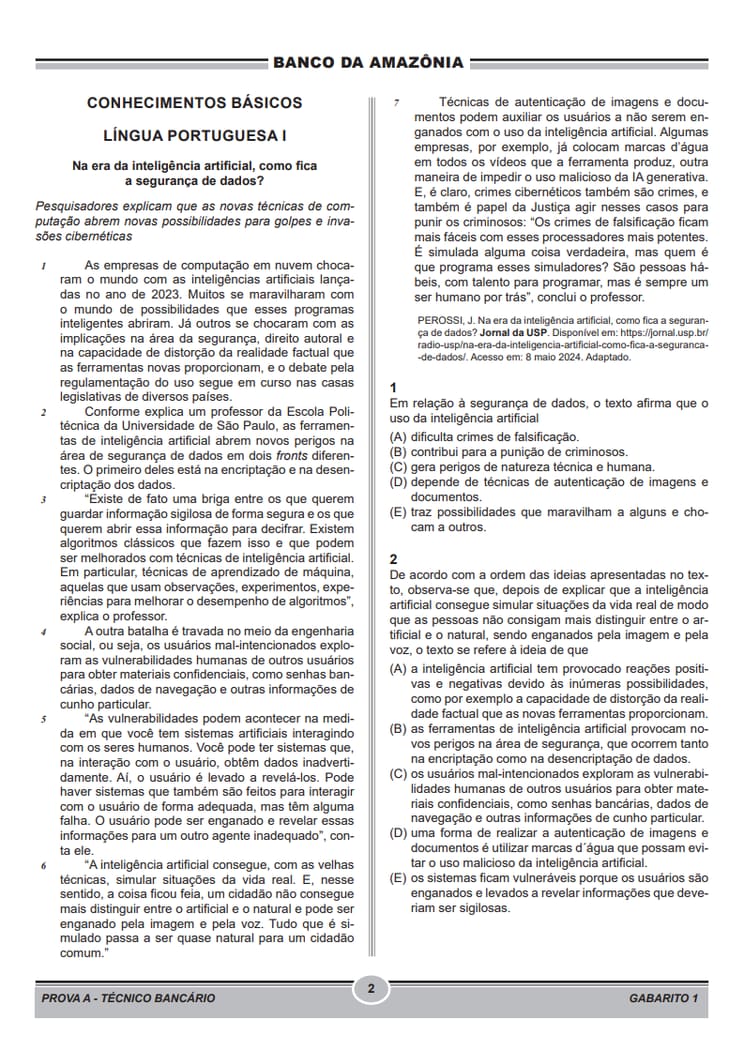 BANCO DA AMAZÔNIA
CONHECIMENTOS BÁSICOS
LÍNGUA PORTUGUESA I
Na era da inteligência artificial, como fica
a segurança de dados?
Pesquisadores explicam que as novas técnicas de com-
putação abrem novas possibilidades para golpes e inva-
sões cibernéticas
1 As empresas de computação em nuvem choca-
ram o mundo com as inteligências artificiais lança-
das no ano de 2023. Muitos se maravilharam com
o mundo de possibilidades que esses programas
inteligentes abriram. Já outros se chocaram com as
implicações na área da segurança, direito autoral e
na capacidade de distorção da realidade factual que
as ferramentas novas proporcionam, e o debate pela
regulamentação do uso segue em curso nas casas
legislativas de diversos países.
2 Conforme explica um professor da Escola Poli-
técnica da Universidade de São Paulo, as ferramen-
tas de inteligência artificial abrem novos perigos na
área de segurança de dados em dois fronts diferen-
tes. O primeiro deles está na encriptação e na desen-
criptação dos dados.
3 “Existe de fato uma briga entre os que querem
guardar informação sigilosa de forma segura e os que
querem abrir essa informação para decifrar. Existem
algoritmos clássicos que fazem isso e que podem
ser melhorados com técnicas de inteligência artificial.
Em particular, técnicas de aprendizado de máquina,
aquelas que usam observações, experimentos, expe-
riências para melhorar o desempenho de algoritmos”,
explica o professor.
4 A outra batalha é travada no meio da engenharia
social, ou seja, os usuários mal-intencionados explo-
ram as vulnerabilidades humanas de outros usuários
para obter materiais confidenciais, como senhas ban-
cárias, dados de navegação e outras informações de
cunho particular.
5 “As vulnerabilidades podem acontecer na medi-
da em que você tem sistemas artificiais interagindo
com os seres humanos. Você pode ter sistemas que,
na interação com o usuário, obtêm dados inadverti-
damente. Aí, o usuário é levado a revelá-los. Pode
haver sistemas que também são feitos para interagir
com o usuário de forma adequada, mas têm alguma
falha. O usuário pode ser enganado e revelar essas
informações para um outro agente inadequado”, con-
ta ele.
6 “A inteligência artificial consegue, com as velhas
técnicas, simular situações da vida real. E, nesse
sentido, a coisa ficou feia, um cidadão não consegue
mais distinguir entre o artificial e o natural e pode ser
enganado pela imagem e pela voz. Tudo que é si-
mulado passa a ser quase natural para um cidadão
comum.”
7 Técnicas de autenticação de imagens e docu-
mentos podem auxiliar os usuários a não serem en-
ganados com o uso da inteligência artificial. Algumas
empresas, por exemplo, já colocam marcas d’água
em todos os vídeos que a ferramenta produz, outra
maneira de impedir o uso malicioso da IA generativa.
E, é claro, crimes cibernéticos também são crimes, e
também é papel da Justiça agir nesses casos para
punir os criminosos: “Os crimes de falsificação ficam
mais fáceis com esses processadores mais potentes.
É simulada alguma coisa verdadeira, mas quem é
que programa esses simuladores? São pessoas há-
beis, com talento para programar, mas é sempre um
ser humano por trás”, conclui o professor.
PEROSSI, J. Na era da inteligência artificial, como fica a seguran-
ça de dados? Jornal da USP. Disponível em: https://jornal.usp.br/
radio-usp/na-era-da-inteligencia-artificial-como-fica-a-seguranca-
-de-dados/. Acesso em: 8 maio 2024. Adaptado.
1
Em relação à segurança de dados, o texto afirma que o
uso da inteligência artificial
(A) dificulta crimes de falsificação.
(B) contribui para a punição de criminosos.
(C) gera perigos de natureza técnica e humana.
(D) depende de técnicas de autenticação de imagens e
documentos.
(E) traz possibilidades que maravilham a alguns e cho-
cam a outros.
2
De acordo com a ordem das ideias apresentadas no tex-
to, observa-se que, depois de explicar que a inteligência
artificial consegue simular situações da vida real de modo
que as pessoas não consigam mais distinguir entre o ar-
tificial e o natural, sendo enganados pela imagem e pela
voz, o texto se refere à ideia de que
(A) a inteligência artificial tem provocado reações positi-
vas e negativas devido às inúmeras possibilidades,
como por exemplo a capacidade de distorção da reali-
dade factual que as novas ferramentas proporcionam.
(B) as ferramentas de inteligência artificial provocam no-
vos perigos na área de segurança, que ocorrem tanto
na encriptação como na desencriptação de dados.
(C) os usuários mal-intencionados exploram as vulnerabi-
lidades humanas de outros usuários para obter mate-
riais confidenciais, como senhas bancárias, dados de
navegação e outras informações de cunho particular.
(D) uma forma de realizar a autenticação de imagens e
documentos é utilizar marcas d´água que possam evi-
tar o uso malicioso da inteligência artificial.
(E) os sistemas ficam vulneráveis porque os usuários são
enganados e levados a revelar informações que deve-
riam ser sigilosas.
PROVA A - TÉCNICO BANCÁRIO
2
GABARITO 1